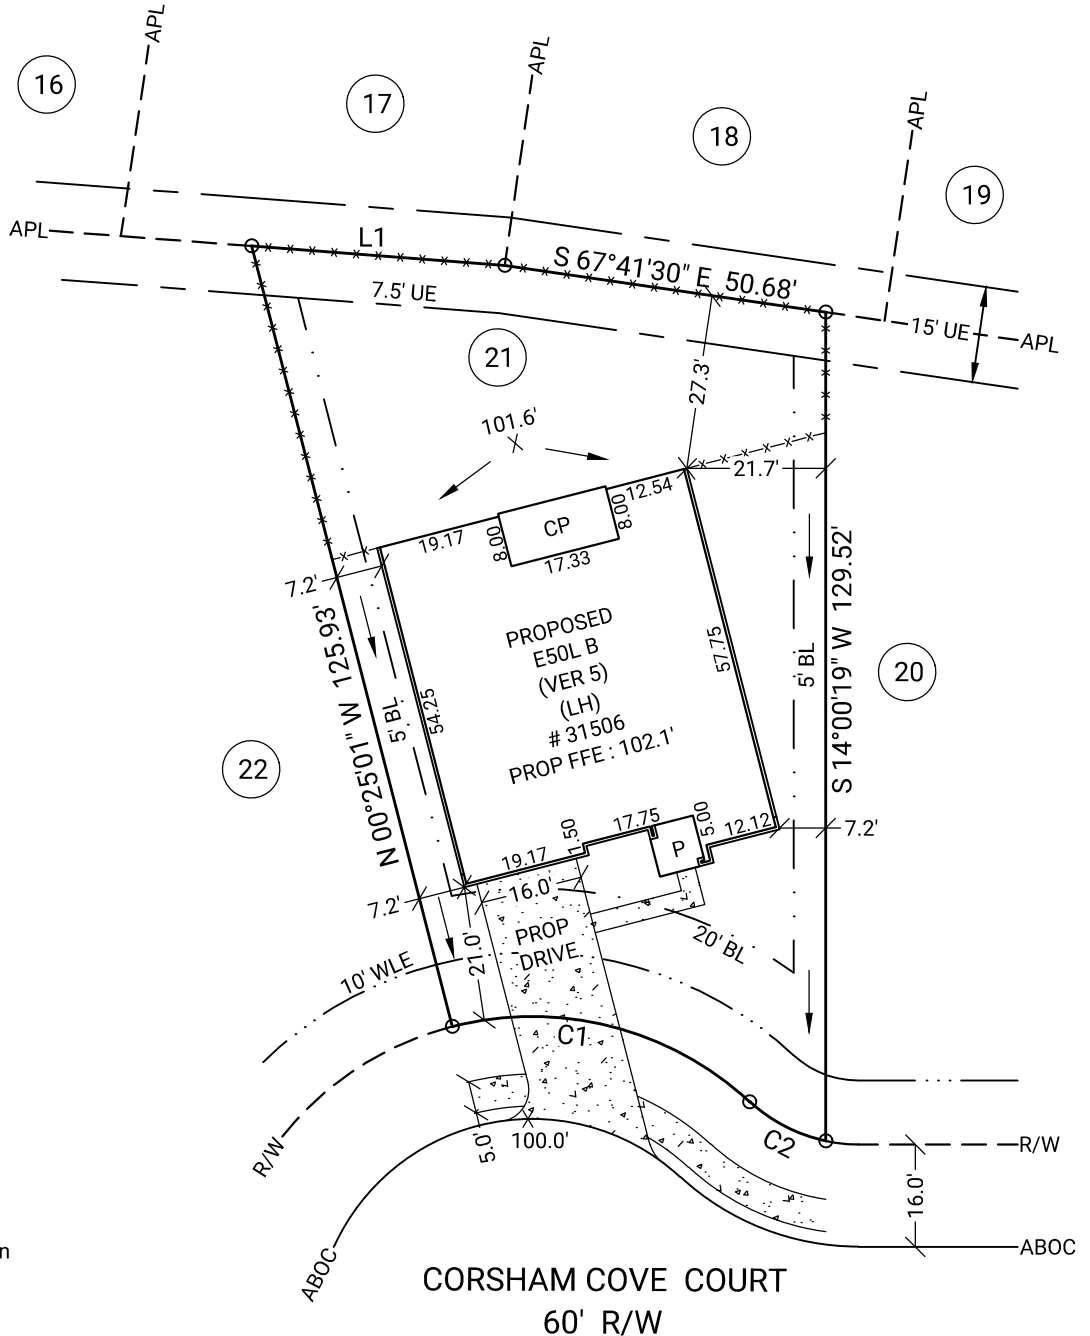 APL
APL
APL
16
17
18
19
APL
L1
S 67°41'30" E 50.68'
7.5' UE
15' UE
APL
21
27.3'
101.6'
X
21.7'
12.54
8.00
CP
8.00
19.17
17.33
7.2'
N 00°25'01" W 125.93'
S 14°00'19" W 129.52'
PROPOSED
E50L B
(VER 5)
(LH)
# 31506
PROP FFE : 102.1'
57.75
5' BL
20
54.25
5' BL
22
17.75
5.00
1.50
12.12
7.2'
P
19.17
16.0'
7.2'
PROP
DRIVE
21.0'
20' BL
10' WLE
C1
C2
5.0'
100.0'
R/W
R/W
16.0'
ABOC
ABOC
n
CORSHAM COVE COURT
60' R/W